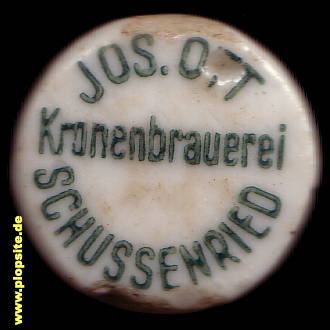 JOS. OTT
Kronenbrauerei
SCHUSSENRIED
www.plopsite.de